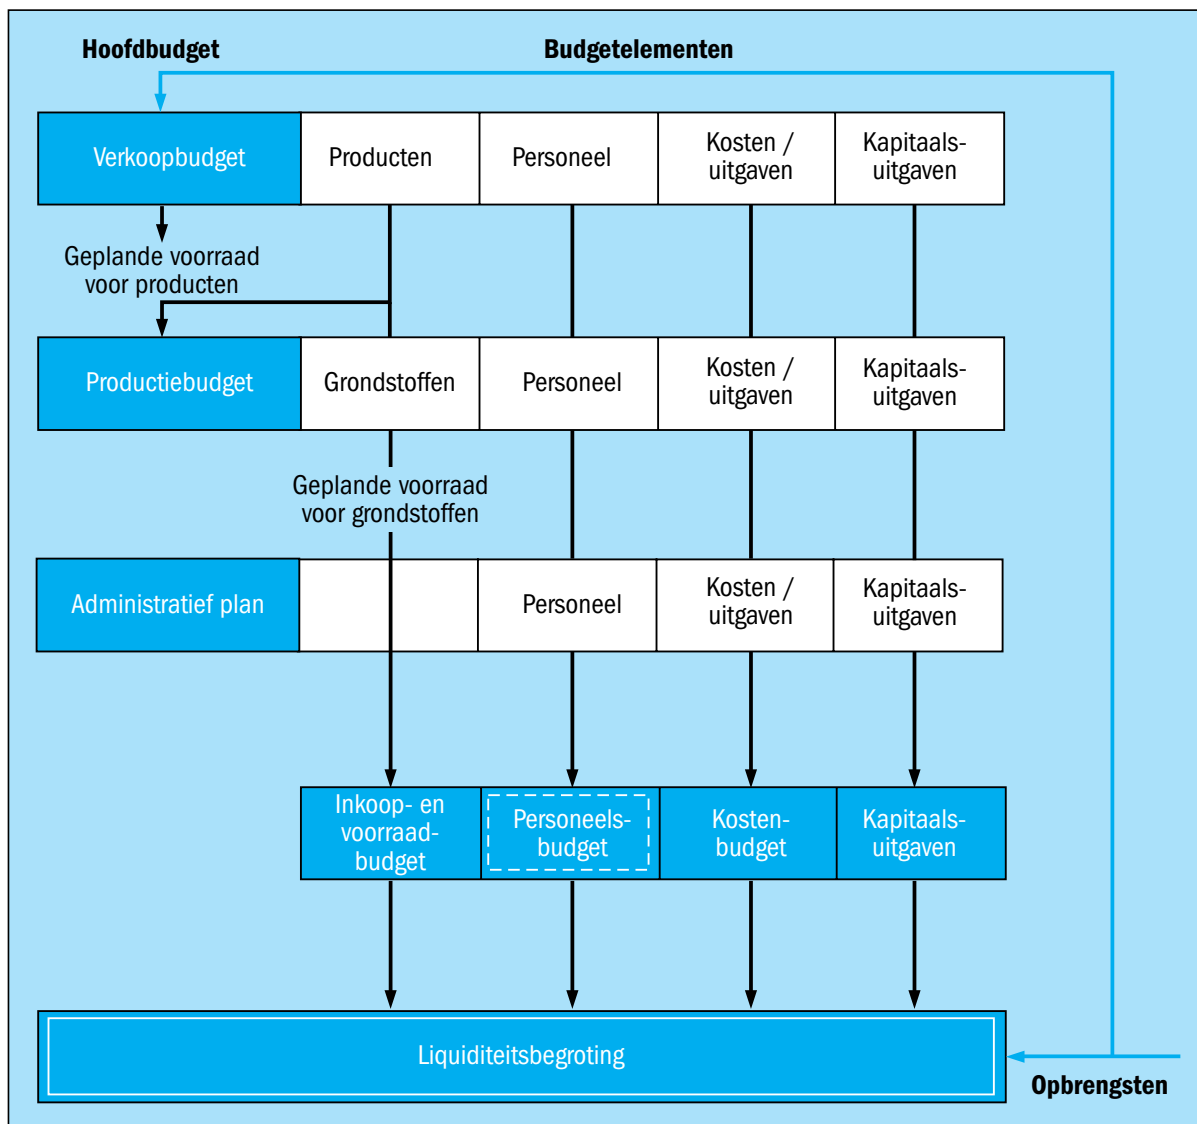 Hoofdbudget
Budgetelementen
Verkoopbudget
Producten
Personeel
Kosten /
uitgaven
Kapitaals-
uitgaven
Geplande voorraad
voor producten
Productiebudget
Grondstoffen
Personeel
Kosten /
uitgaven
Kapitaals-
uitgaven
Geplande voorraad
voor grondstoffen
Administratief plan
Personeel
Kosten /
uitgaven
Kapitaals-
uitgaven
Inkoop- en
voorraad-
budget
Personeels-
budget
Kosten-
budget
Kapitaals-
uitgaven
Liquiditeitsbegroting
Opbrengsten